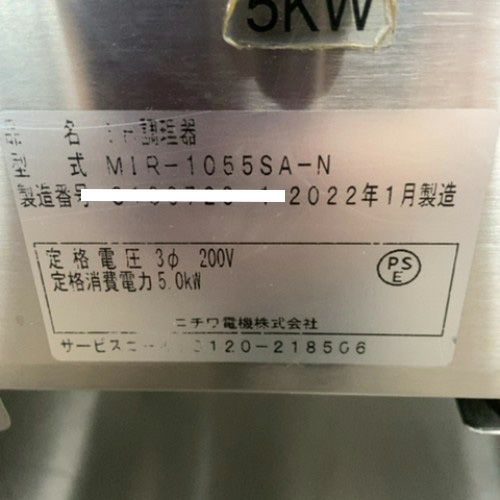 5KW
名 調理器
型 式 MIR-1055SA-N
製造番号 2022年1月製造
定格電圧 3φ 200V
定格消費電力 5.0kW
PS
E
ニチワ電機株式会社
サービス 0120-218506